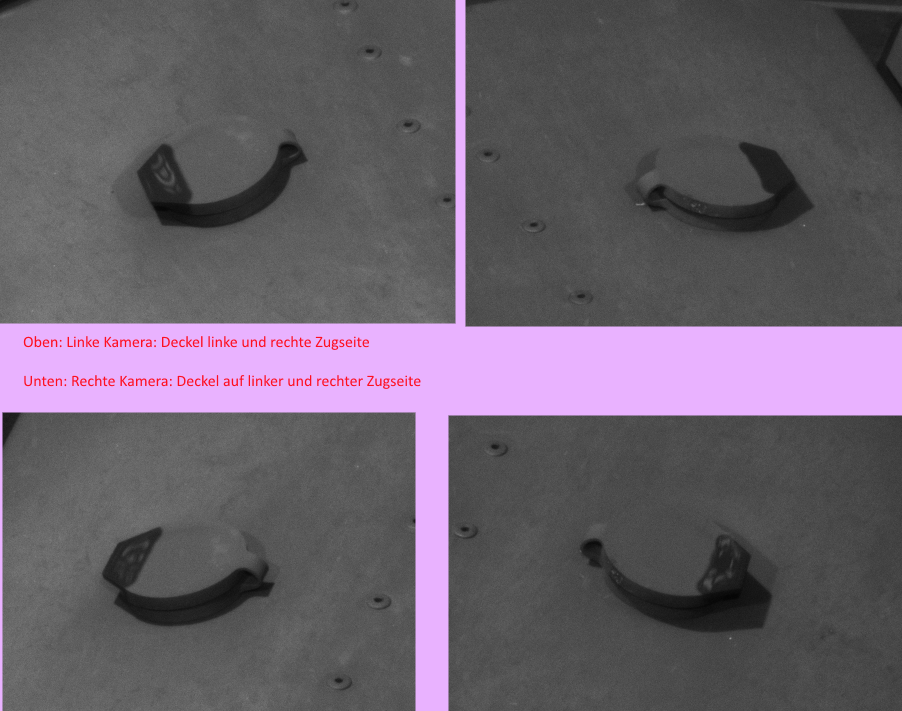 Oben: Linke Kamera: Deckel linke und rechte Zugseite
Unten: Rechte Kamera: Deckel auf linker und rechter Zugseite